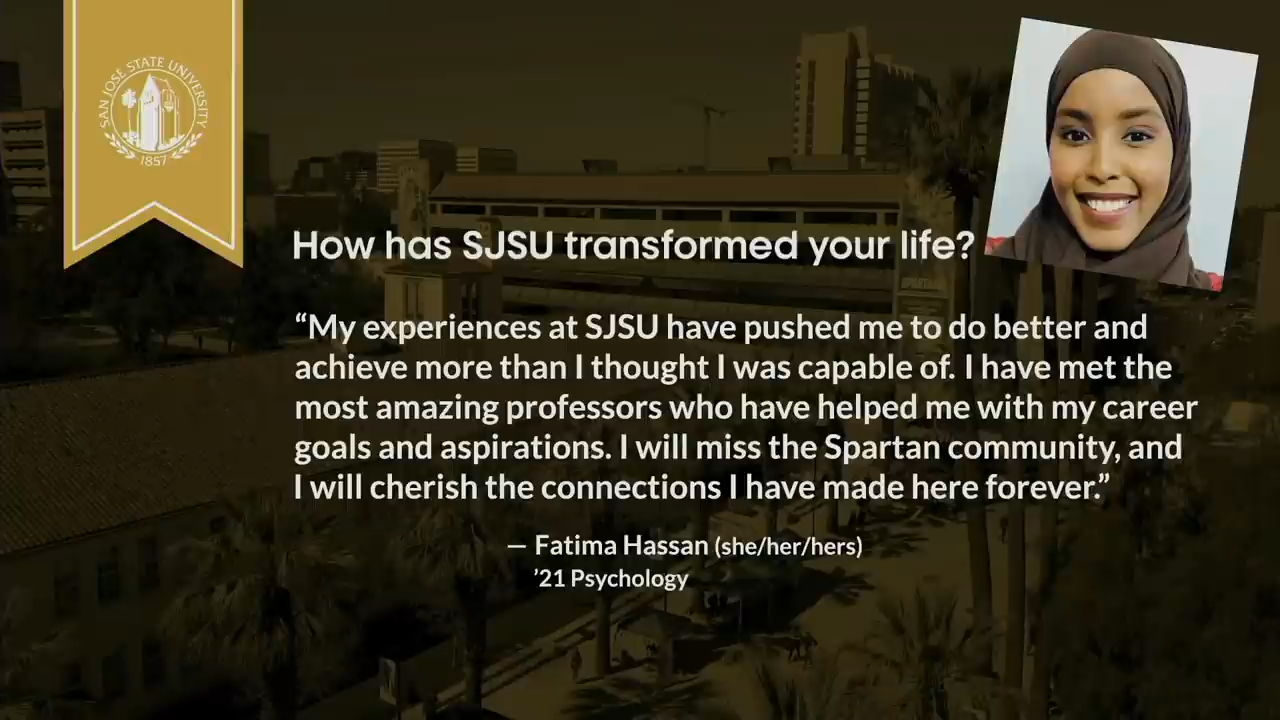 SAN JOSÉ STATE UNIVERSITY
1857
How has SJSU transformed your life?
“My experiences at SJSU have pushed me to do better and
achieve more than I thought I was capable of. I have met the
most amazing professors who have helped me with my career
goals and aspirations. I will miss the Spartan community, and
I will cherish the connections I have made here forever.”
— Fatima Hassan (she/her/hers)
’21 Psychology